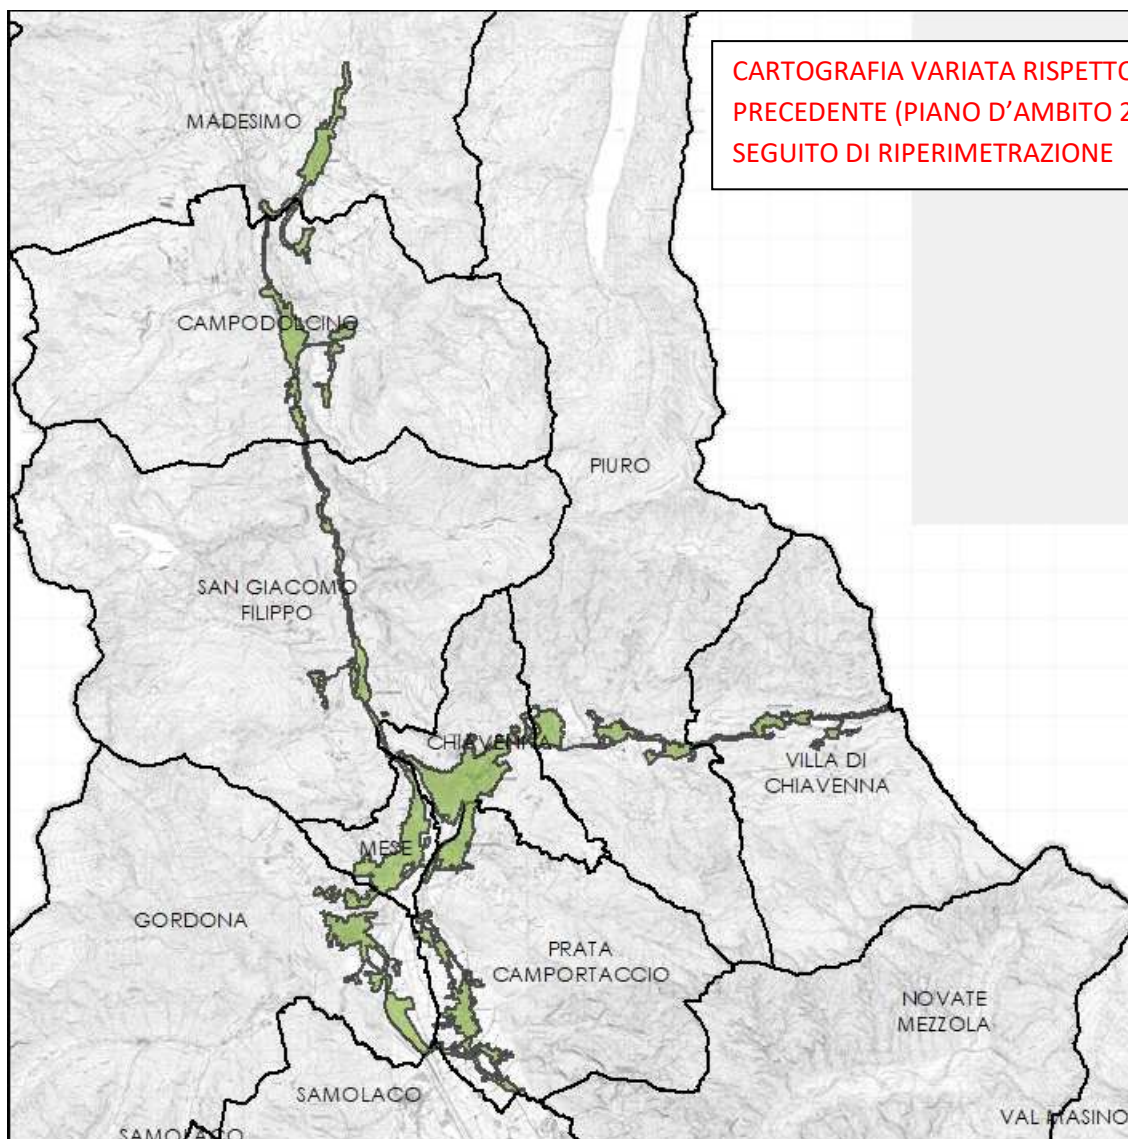 CARTOGRAFIA VARIATA RISPETTO
PRECEDENTE (PIANO D’AMBITO 2
SEGUITO DI RIPERIMETRAZIONE
MADESIMO
CAMPODOLCINO
PIURO
SAN GIACOMO
FILIPPO
CHIAVENNA
VILLA DI
CHIAVENNA
MESE
GORDONA
PRATA
CAMPORTACCIO
NOVATE
MEZZOLA
SAMOLACO
VAL MASINO
SAMOLACO